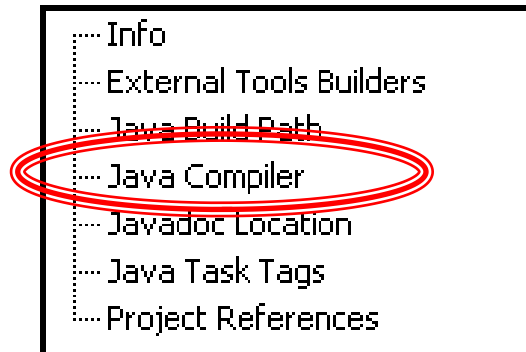 Info
External Tools Builders
Java Build Path
Java Compiler
Javadoc Location
Java Task Tags
Project References